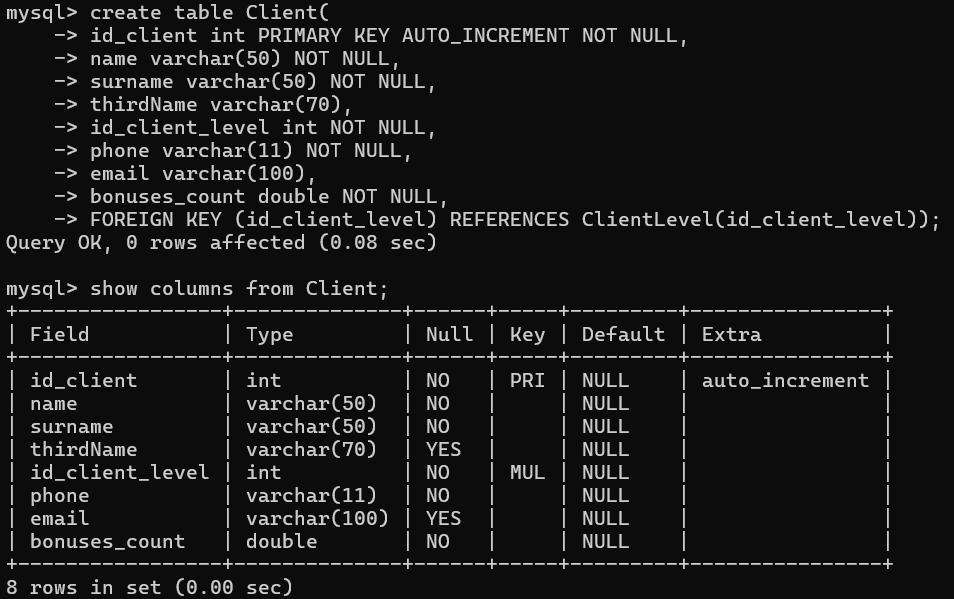 mysql> create table Client(
    -> id_client int PRIMARY KEY AUTO_INCREMENT NOT NULL,
    -> name varchar(50) NOT NULL,
    -> surname varchar(50) NOT NULL,
    -> thirdName varchar(70),
    -> id_client_level int NOT NULL,
    -> phone varchar(11) NOT NULL,
    -> email varchar(100),
    -> bonuses_count double NOT NULL,
    -> FOREIGN KEY (id_client_level) REFERENCES ClientLevel(id_client_level));
Query OK, 0 rows affected (0.08 sec)

mysql> show columns from Client;
+-----------------+--------------+------+-----+---------+----------------+
| Field           | Type         | Null | Key | Default | Extra          |
+-----------------+--------------+------+-----+---------+----------------+
| id_client       | int          | NO   | PRI | NULL    | auto_increment |
| name            | varchar(50)  | NO   |     | NULL    |                |
| surname         | varchar(50)  | NO   |     | NULL    |                |
| thirdName       | varchar(70)  | YES  |     | NULL    |                |
| id_client_level | int          | NO   | MUL | NULL    |                |
| phone           | varchar(11)  | NO   |     | NULL    |                |
| email           | varchar(100) | YES  |     | NULL    |                |
| bonuses_count   | double       | NO   |     | NULL    |                |
+-----------------+--------------+------+-----+---------+----------------+
8 rows in set (0.00 sec)